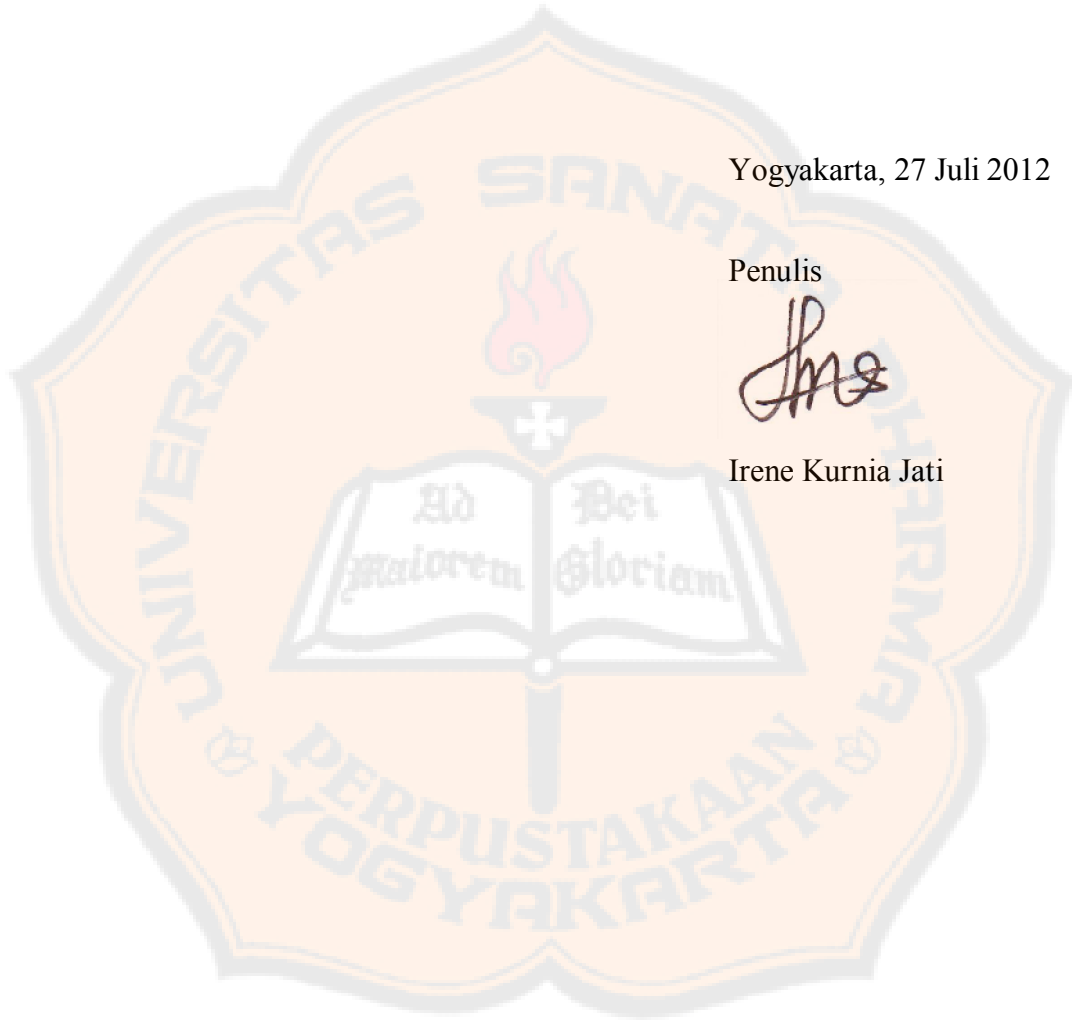 Yogyakarta, 27 Juli 2012
Penulis
Irene Kurnia Jati
UNIVERSITAS SANATA DHARMA
Ad Dei
Maiorem Gloriam
PERPUSTAKAAN
YOGYAKARTA